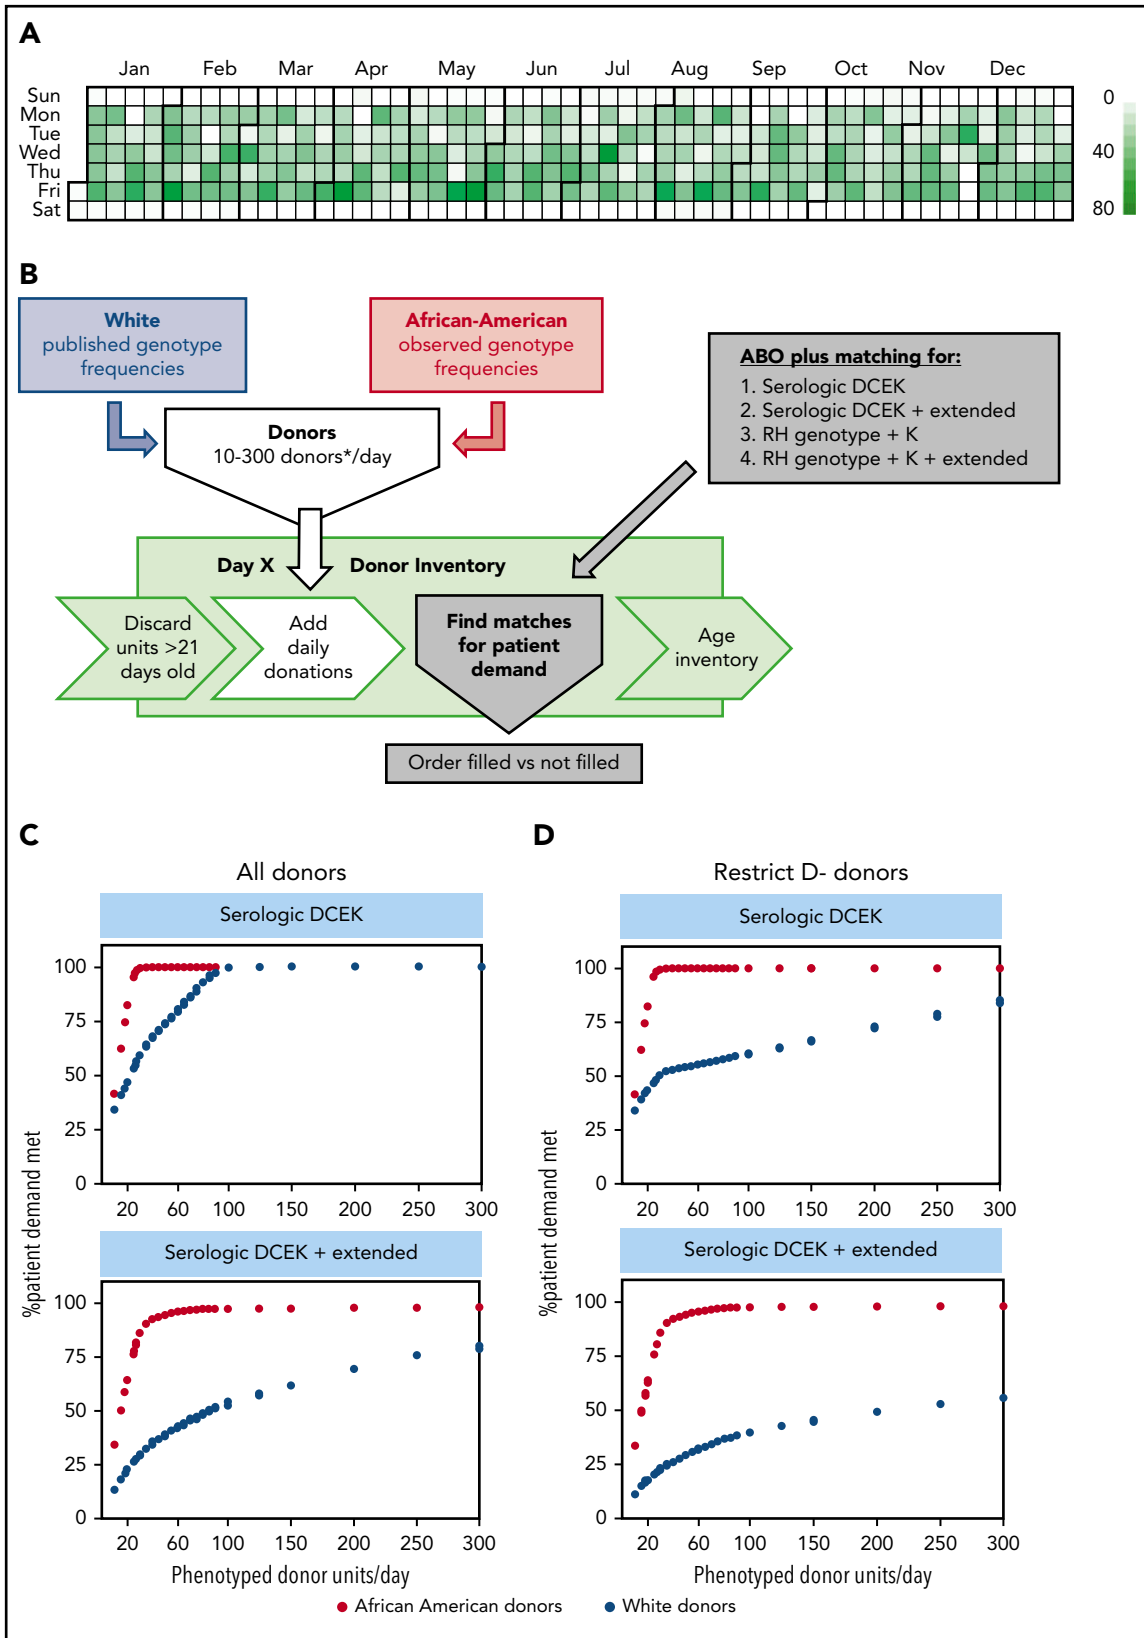 A
Jan Feb Mar Apr May Jun Jul Aug Sep Oct Nov Dec
Sun
Mon
Tue
Wed
Thu
Fri
Sat
0
40
80
B
White
published genotype
frequencies
African-American
observed genotype
frequencies
ABO plus matching for:
1. Serologic DCEK
2. Serologic DCEK + extended
3. RH genotype + K
4. RH genotype + K + extended
Donors
10-300 donors*/day
Day X
Donor Inventory
Discard
units >21
days old
Add
daily
donations
Find matches
for patient
demand
Age
inventory
Order filled vs not filled
C
All donors
Serologic DCEK
100
75
50
25
0
20 60 100 150 200 250 300
Serologic DCEK + extended
100
75
50
25
0
20 60 100 150 200 250 300
%patient demand met
Phenotyped donor units/day
D
Restrict D- donors
Serologic DCEK
100
75
50
25
0
20 60 100 150 200 250 300
Serologic DCEK + extended
100
75
50
25
0
20 60 100 150 200 250 300
%patient demand met
Phenotyped donor units/day
African American donors
White donors